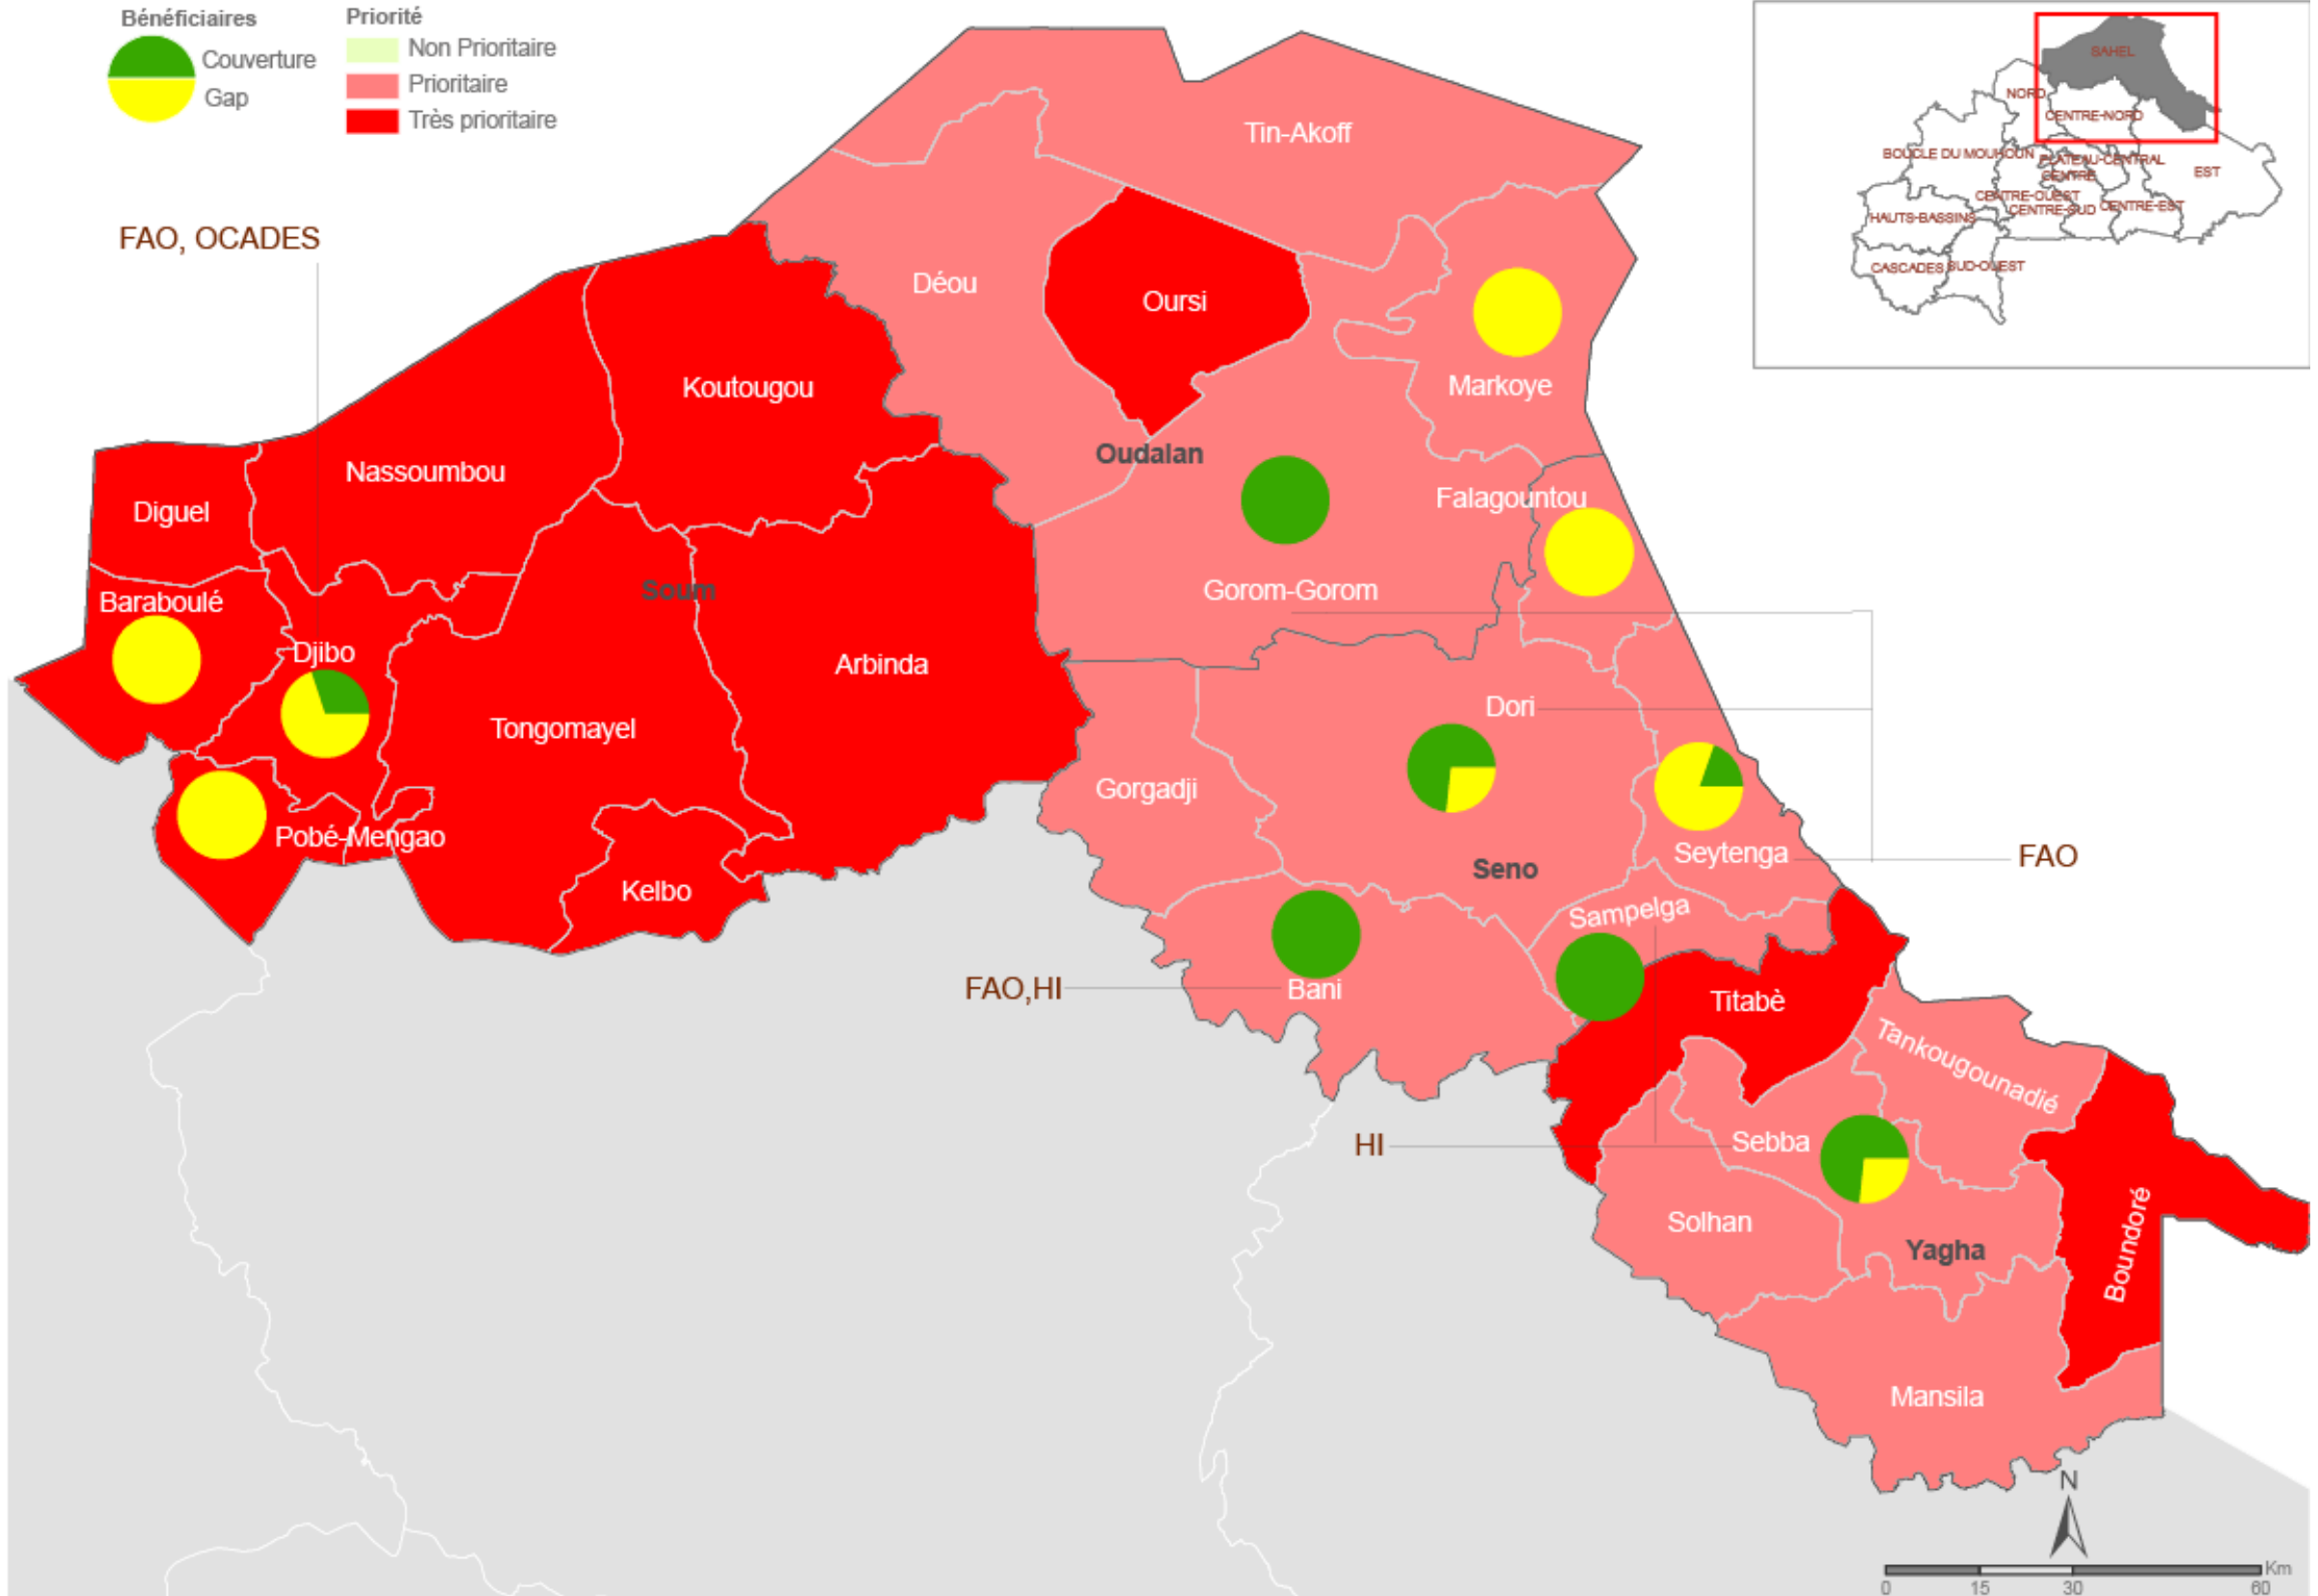 Bénéficiaires
Couverture
Gap
Priorité
Non Prioritaire
Prioritaire
Très prioritaire
SAHEL
NORD
CENTRE-NORD
BOUCLE DU MOUHOUN
PLATEAU-CENTRAL
CENTRE
EST
CENTRE-OUEST
CENTRE-SUD
CENTRE-EST
HAUTS-BASSINS
CASCADES
SUD-OUEST
FAO, OCADES
Tin-Akoff
Déou
Oursi
Markoye
Koutougou
Oudalan
Nassoumbou
Falagountou
Diguel
Gorom-Gorom
Soum
Baraboulé
Djibo
Arbinda
Dori
Tongomayel
Gorgadji
Pobé-Mengao
Seytenga
FAO
Seno
Kelbo
Sampelga
FAO,HI
Bani
Titabè
Tankougounadié
HI
Sebba
Solhan
Yagha
Boundoré
Mansila
N
Km
0 15 30 60